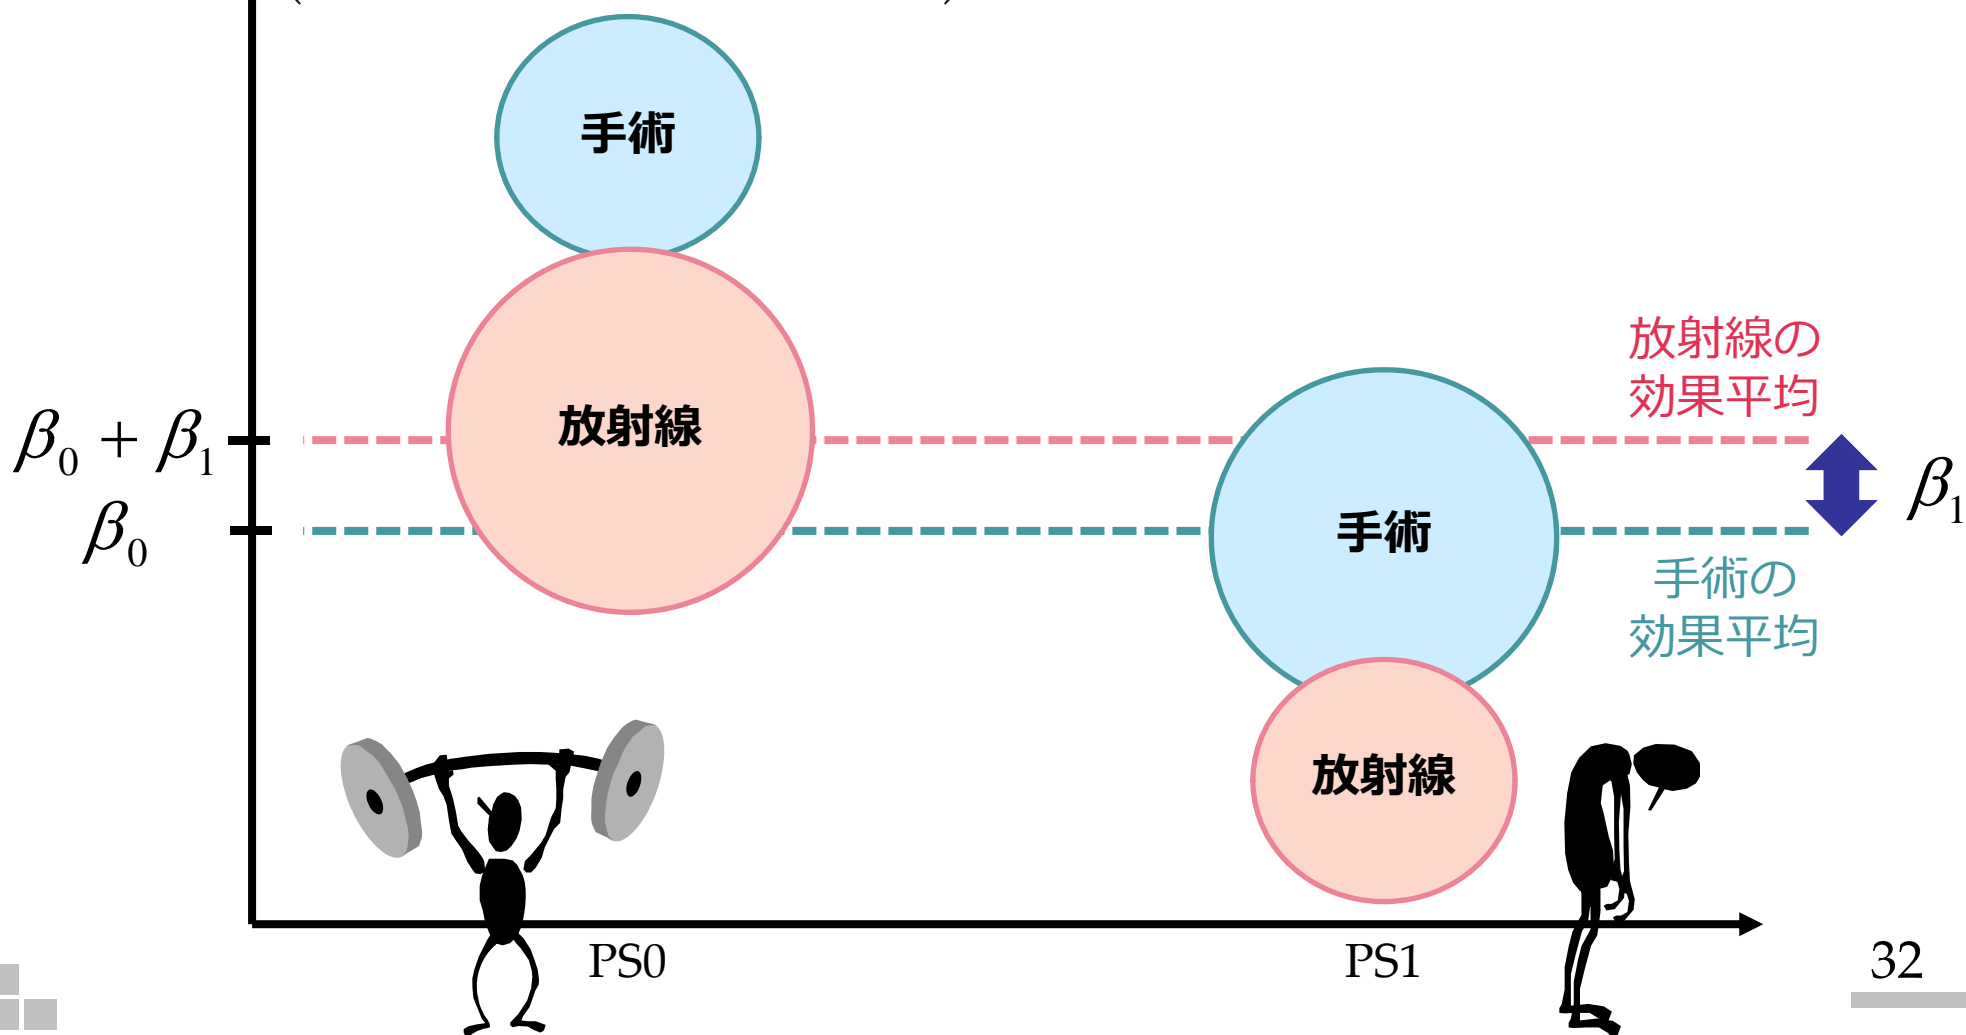 手術
放射線の
効果平均
放射線
β₀ + β₁
β₁
手術
β₀
手術の
効果平均
放射線
PS0
PS1
32